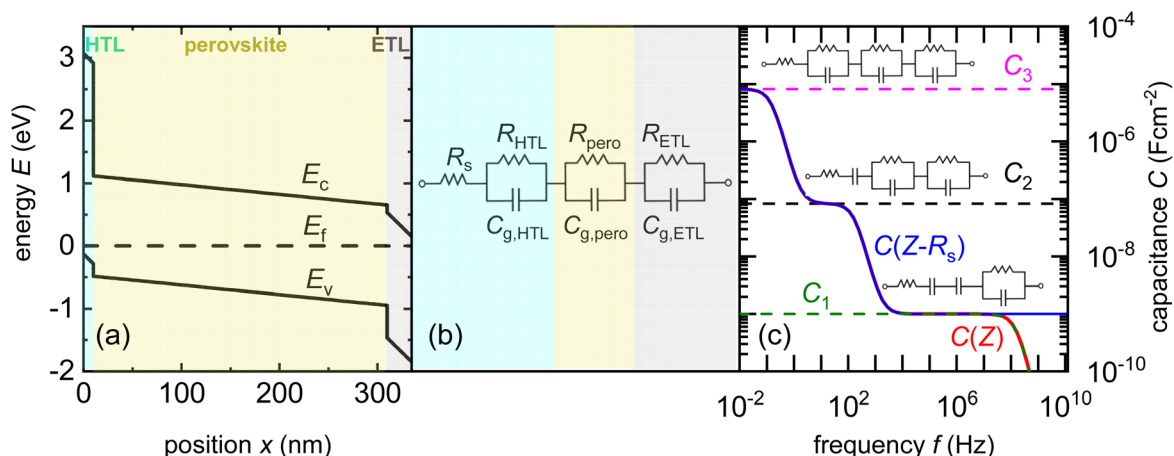 HTL perovskite ETL
3
2
1
0
-1
-2
energy E (eV)
E_c
E_f
E_v
(a)
0 100 200 300
position x (nm)
R_s
R_HTL
R_pero
R_ETL
C_g,HTL
C_g,pero
C_g,ETL
(b)
C_3
C_2
C(Z-R_s)
C_1
C(Z)
(c)
10^-4
10^-6
10^-8
10^-10
capacitance C (Fcm^-2)
10^-2 10^2 10^6 10^10
frequency f (Hz)